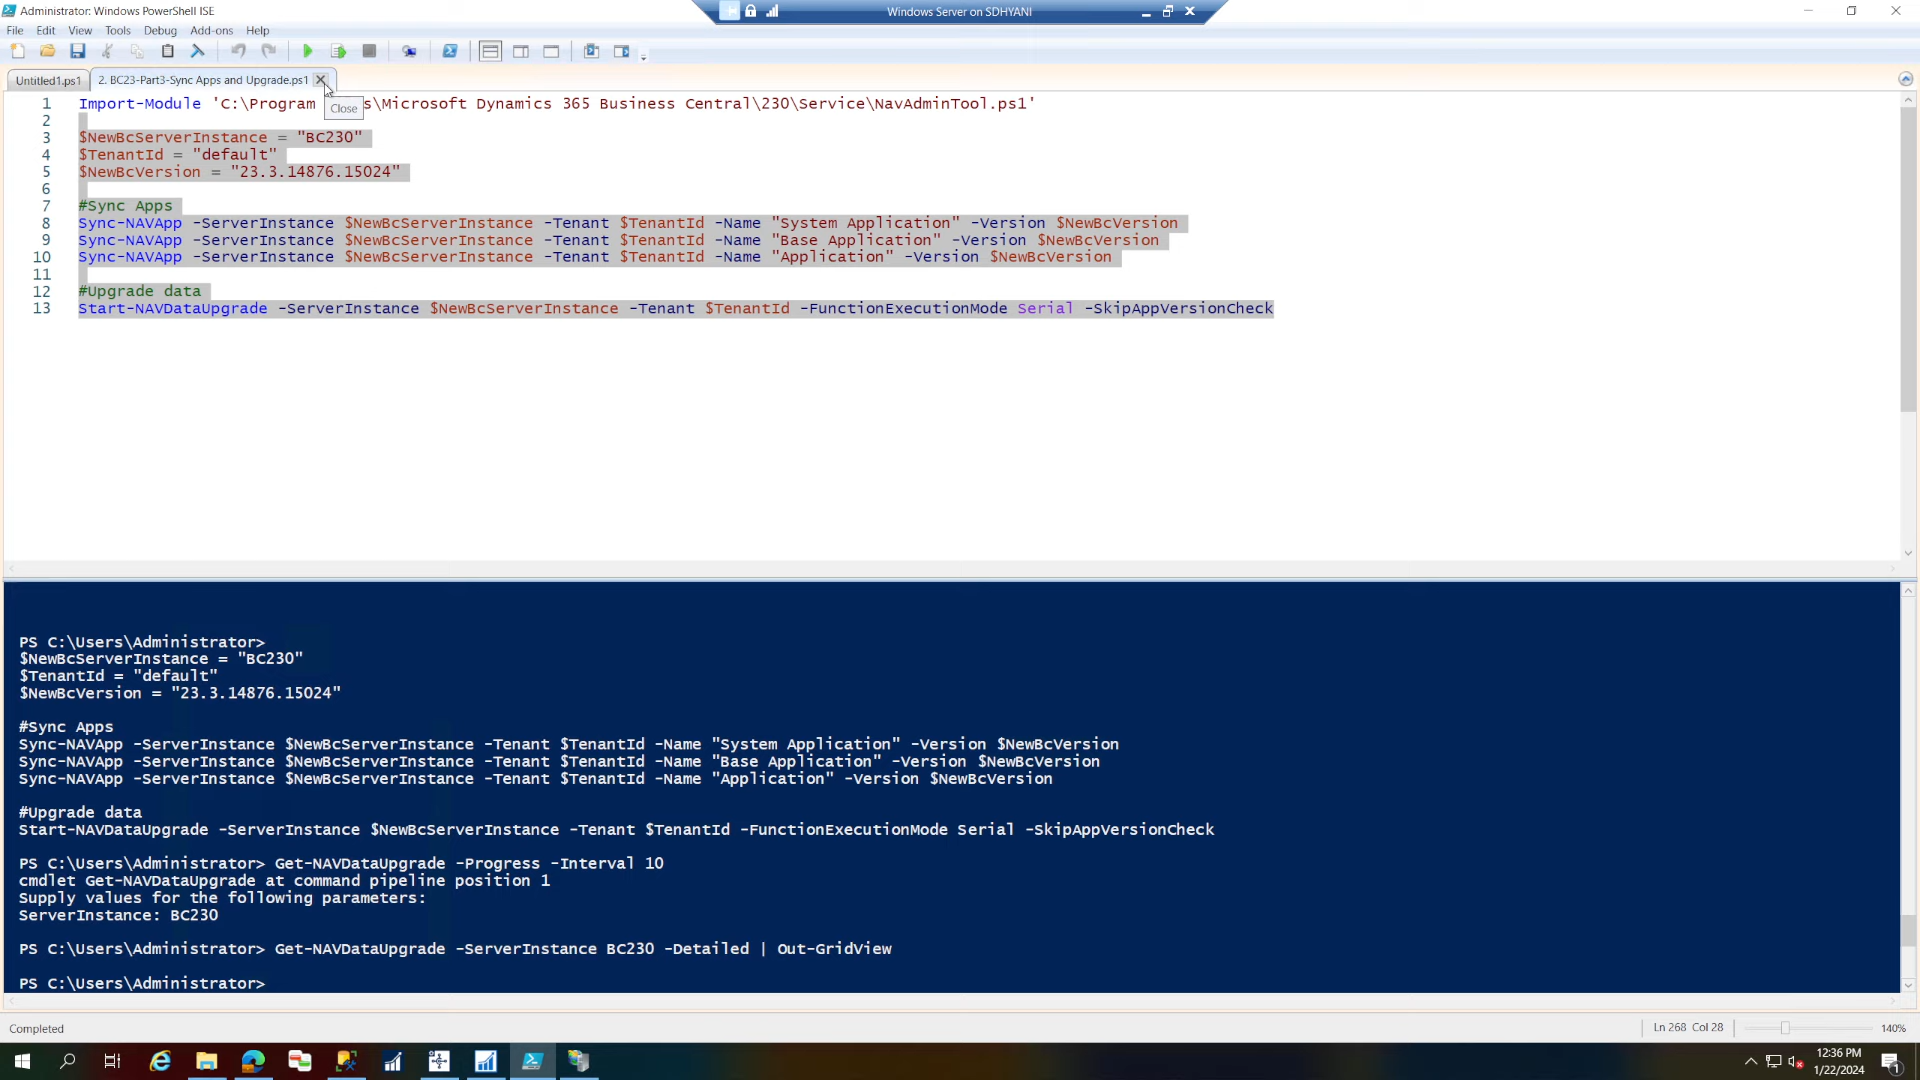 Administrator: Windows PowerShell ISE
Windows Server on SDHYANI
File Edit View Tools Debug Add-ons Help
Untitled1.ps1
2. BC23-Part3-Sync Apps and Upgrade.ps1
Close
1 Import-Module 'C:\Program s\Microsoft Dynamics 365 Business Central\230\Service\NavAdminTool.ps1'
2
3 $NewBcServerInstance = "BC230"
4 $TenantId = "default"
5 $NewBcVersion = "23.3.14876.15024"
6
7 #Sync Apps
8 Sync-NAVApp -ServerInstance $NewBcServerInstance -Tenant $TenantId -Name "System Application" -Version $NewBcVersion
9 Sync-NAVApp -ServerInstance $NewBcServerInstance -Tenant $TenantId -Name "Base Application" -Version $NewBcVersion
10 Sync-NAVApp -ServerInstance $NewBcServerInstance -Tenant $TenantId -Name "Application" -Version $NewBcVersion
11
12 #Upgrade data
13 Start-NAVDataUpgrade -ServerInstance $NewBcServerInstance -Tenant $TenantId -FunctionExecutionMode Serial -SkipAppVersionCheck
PS C:\Users\Administrator>
$NewBcServerInstance = "BC230"
$TenantId = "default"
$NewBcVersion = "23.3.14876.15024"
#Sync Apps
Sync-NAVApp -ServerInstance $NewBcServerInstance -Tenant $TenantId -Name "System Application" -Version $NewBcVersion
Sync-NAVApp -ServerInstance $NewBcServerInstance -Tenant $TenantId -Name "Base Application" -Version $NewBcVersion
Sync-NAVApp -ServerInstance $NewBcServerInstance -Tenant $TenantId -Name "Application" -Version $NewBcVersion
#Upgrade data
Start-NAVDataUpgrade -ServerInstance $NewBcServerInstance -Tenant $TenantId -FunctionExecutionMode Serial -SkipAppVersionCheck
PS C:\Users\Administrator> Get-NAVDataUpgrade -Progress -Interval 10
cmdlet Get-NAVDataUpgrade at command pipeline position 1
Supply values for the following parameters:
ServerInstance: BC230
PS C:\Users\Administrator> Get-NAVDataUpgrade -ServerInstance BC230 -Detailed | Out-GridView
PS C:\Users\Administrator>
Completed
Ln 268 Col 28
140%
12:36 PM
1/22/2024
1